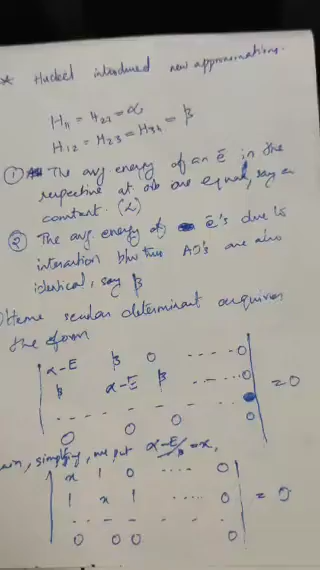 * Huckel introduced new approximations.
H11 = H22 = α
H12 = H23 = H34 = β
① The avg energy of an ē in the
respective at. orb are equal, say a
constant. (α)
② The avg. energy of ē's due to
interaction btw two AO's are also
identical, say β
Hence secular determinant acquires
the form
α-E β 0 ---- 0
β α-E β ---- 0
- - - - - - - - 0
0 0 0 0 = 0
, simplifying, we put α-E/β = x,
x 1 0 .... 0
1 x 1 .... 0
- - - - - - - -
0 0 0 0 = 0